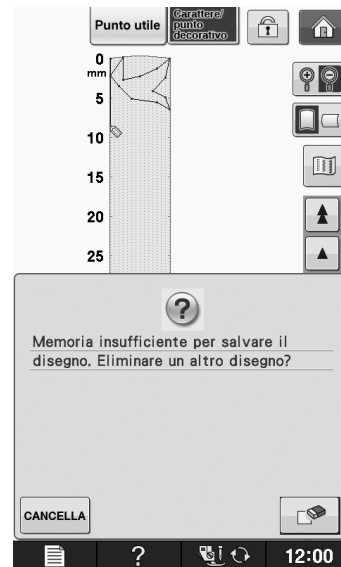 Punto utile
Carattere/
punto
decorativo
0
mm
5
10
15
20
25
?
Memoria insufficiente per salvare il
disegno. Eliminare un altro disegno?
CANCELLA
?
12:00